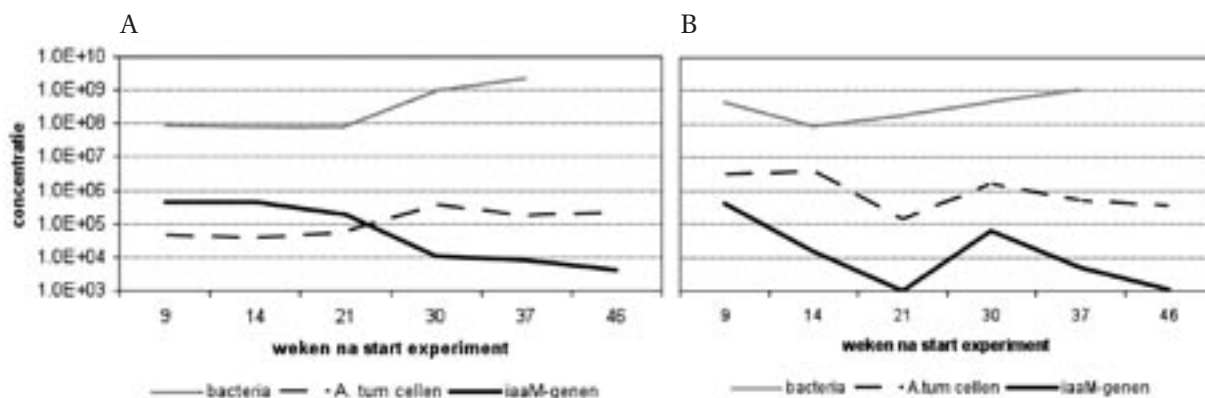 A
B
1.0E+10
1.0E+09
1.0E+08
1.0E+07
1.0E+06
1.0E+05
1.0E+04
1.0E+03
concentratie
9 14 21 30 37 46
9 14 21 30 37 46
weken na start experiment
weken na start experiment
bacteria A. tum cellen iaaM-genen
bacteria A.tum cellen iaaM-genen